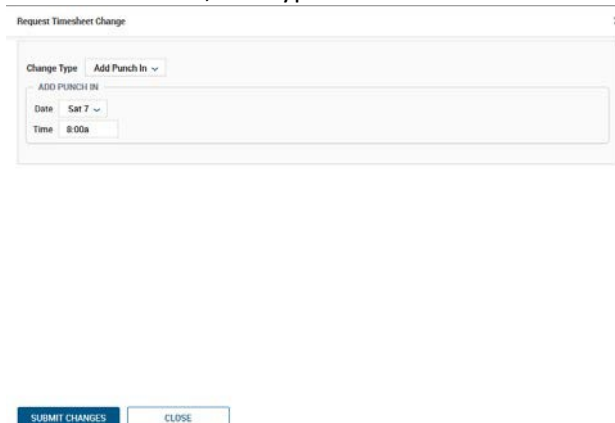 Request Timesheet Change
Change Type Add Punch In
ADD PUNCH IN
Date Sat 7
Time 8:00a
SUBMIT CHANGES CLOSE